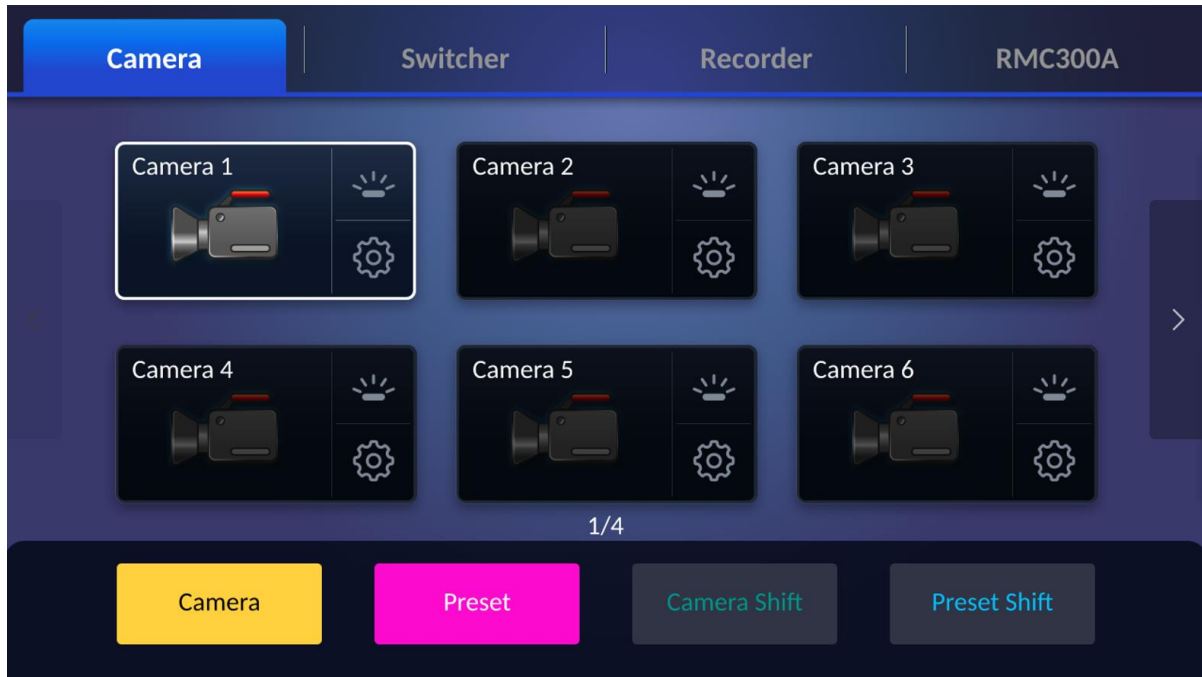 Camera
Switcher
Recorder
RMC300A
Camera 1
Camera 2
Camera 3
Camera 4
Camera 5
Camera 6
1/4
Camera
Preset
Camera Shift
Preset Shift